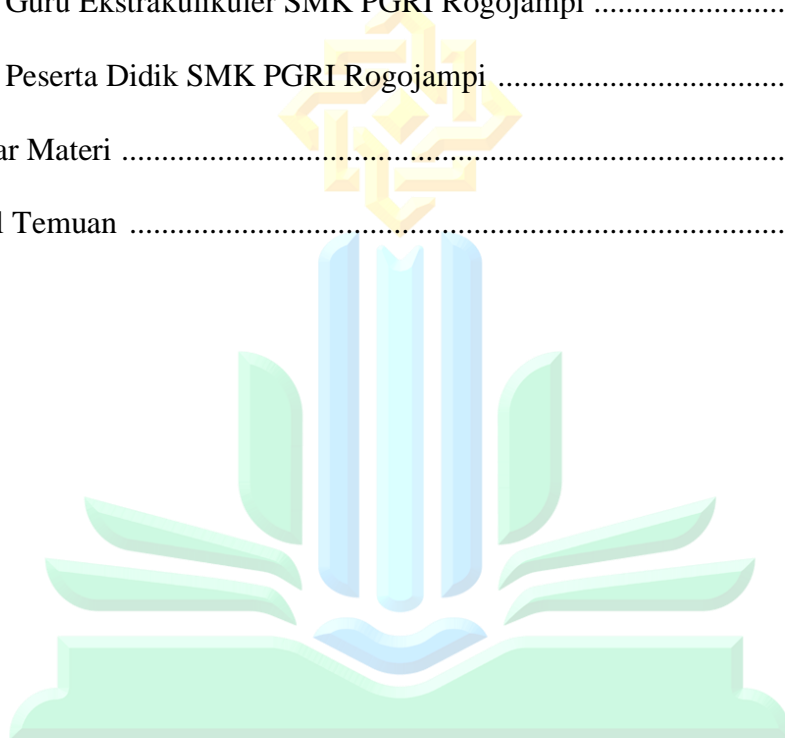 Guru Ekstrakulikuler SMK PGRI Rogojampi ........................
Peserta Didik SMK PGRI Rogojampi ....................................
Materi ...................................................................................
Temuan ..................................................................................